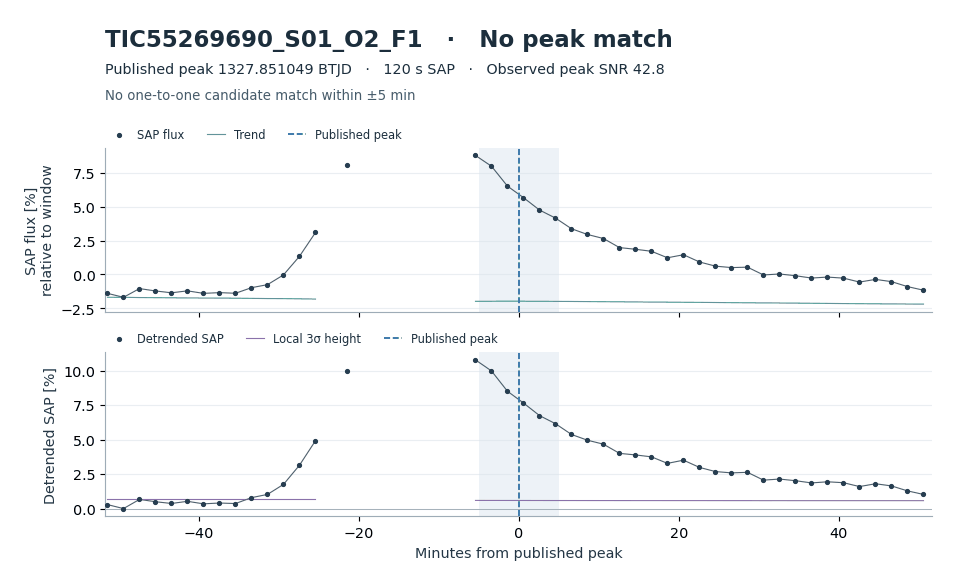 TIC55269690_S01_O2_F1 · No peak match
Published peak 1327.851049 BTJD · 120 s SAP · Observed peak SNR 42.8
No one-to-one candidate match within ±5 min
SAP flux Trend Published peak
SAP flux [%]
relative to window
7.5
5.0
2.5
0.0
−2.5
Detrended SAP Local 3σ height Published peak
Detrended SAP [%]
10.0
7.5
5.0
2.5
0.0
−40 −20 0 20 40
Minutes from published peak